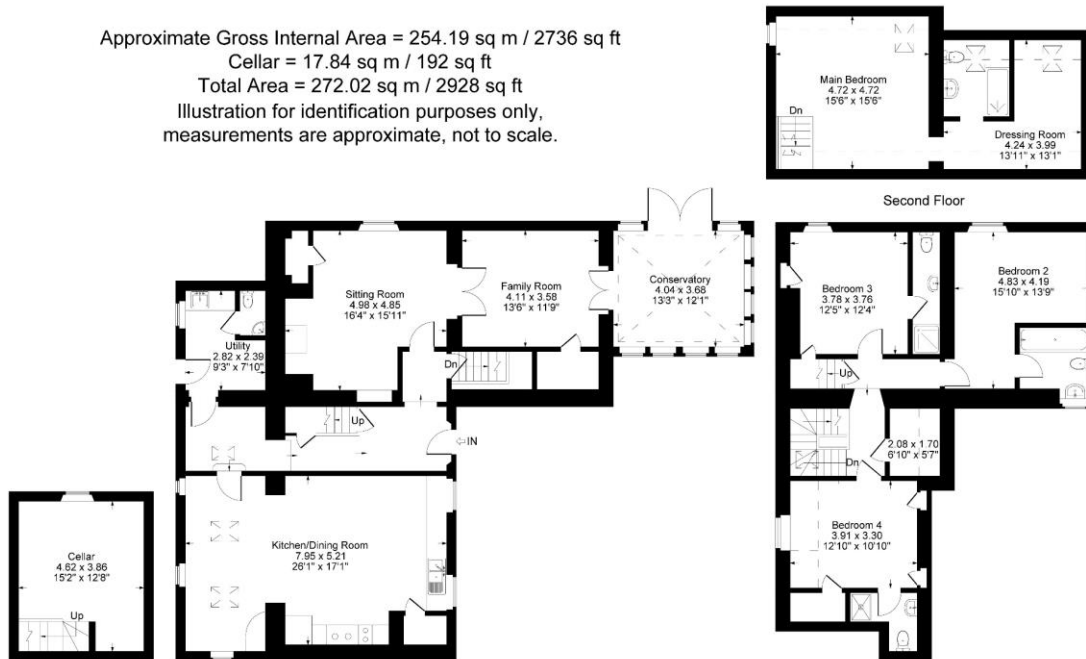 Approximate Gross Internal Area = 254.19 sq m / 2736 sq ft
Cellar = 17.84 sq m / 192 sq ft
Total Area = 272.02 sq m / 2928 sq ft
Illustration for identification purposes only,
measurements are approximate, not to scale.
Main Bedroom
4.72 x 4.72
15'6" x 15'6"
Dn
Dressing Room
4.24 x 3.99
13'11" x 13'1"
Second Floor
Sitting Room
4.98 x 4.85
16'4" x 15'11"
Family Room
4.11 x 3.58
13'6" x 11'9"
Conservatory
4.04 x 3.68
13'3" x 12'1"
Utility
2.82 x 2.39
9'3" x 7'10"
Dn
Up
IN
Kitchen/Dining Room
7.95 x 5.21
26'1" x 17'1"
Cellar
4.62 x 3.86
15'2" x 12'8"
Up
Bedroom 3
3.78 x 3.76
12'5" x 12'4"
Bedroom 2
4.83 x 4.19
15'10" x 13'9"
Up
2.08 x 1.70
6'10" x 5'7"
Dn
Bedroom 4
3.91 x 3.30
12'10" x 10'10"